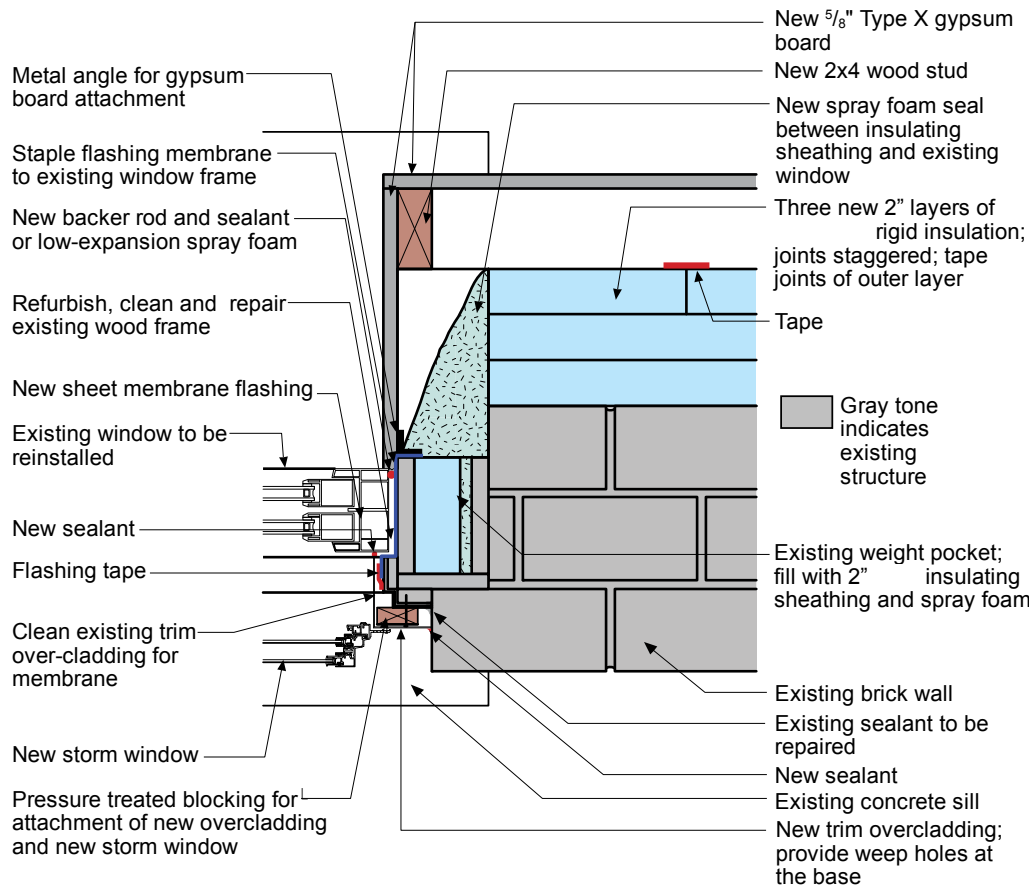 Metal angle for gypsum
board attachment
Staple flashing membrane
to existing window frame
New backer rod and sealant
or low-expansion spray foam
Refurbish, clean and repair
existing wood frame
New sheet membrane flashing
Existing window to be
reinstalled
New sealant
Flashing tape
Clean existing trim
over-cladding for
membrane
New storm window
Pressure treated blocking for
attachment of new overcladding
and new storm window
New 5/8" Type X gypsum
board
New 2x4 wood stud
New spray foam seal
between insulating
sheathing and existing
window
Three new 2” layers of
rigid insulation;
joints staggered; tape
joints of outer layer
Tape
Gray tone
indicates
existing
structure
Existing weight pocket;
fill with 2” insulating
sheathing and spray foam
Existing brick wall
Existing sealant to be
repaired
New sealant
Existing concrete sill
New trim overcladding;
provide weep holes at
the base